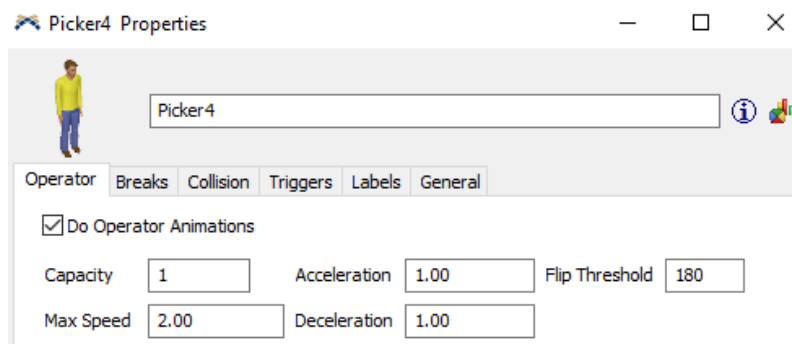 Picker4 Properties
Picker4
Operator Breaks Collision Triggers Labels General
Do Operator Animations
Capacity 1 Acceleration 1.00 Flip Threshold 180
Max Speed 2.00 Deceleration 1.00